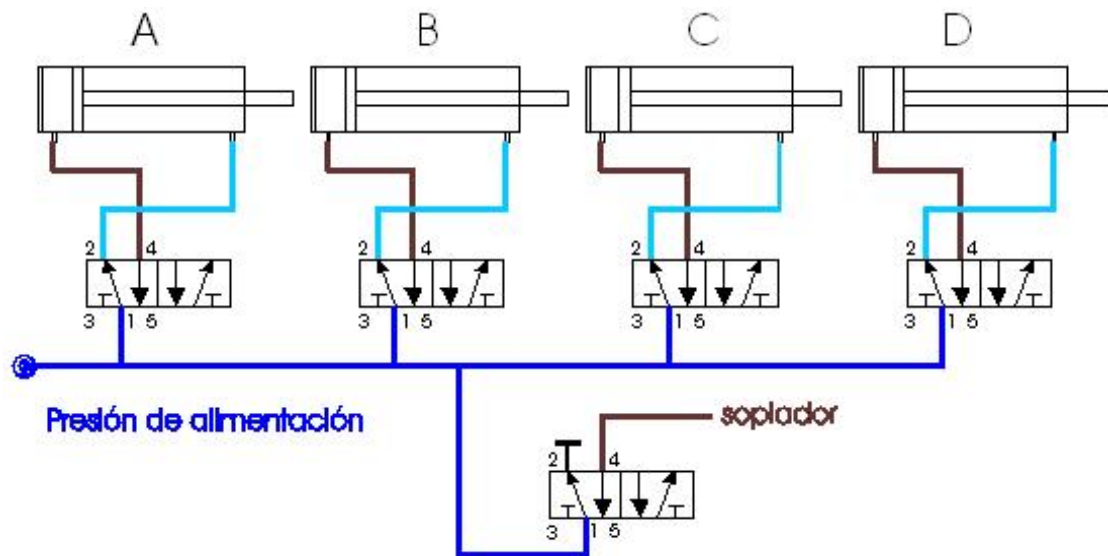 A B C D
2 4 2 4 2 4 2 4
3 1 5 3 1 5 3 1 5 3 1 5
Presión de alimentación
soplador
2 4
3 1 5